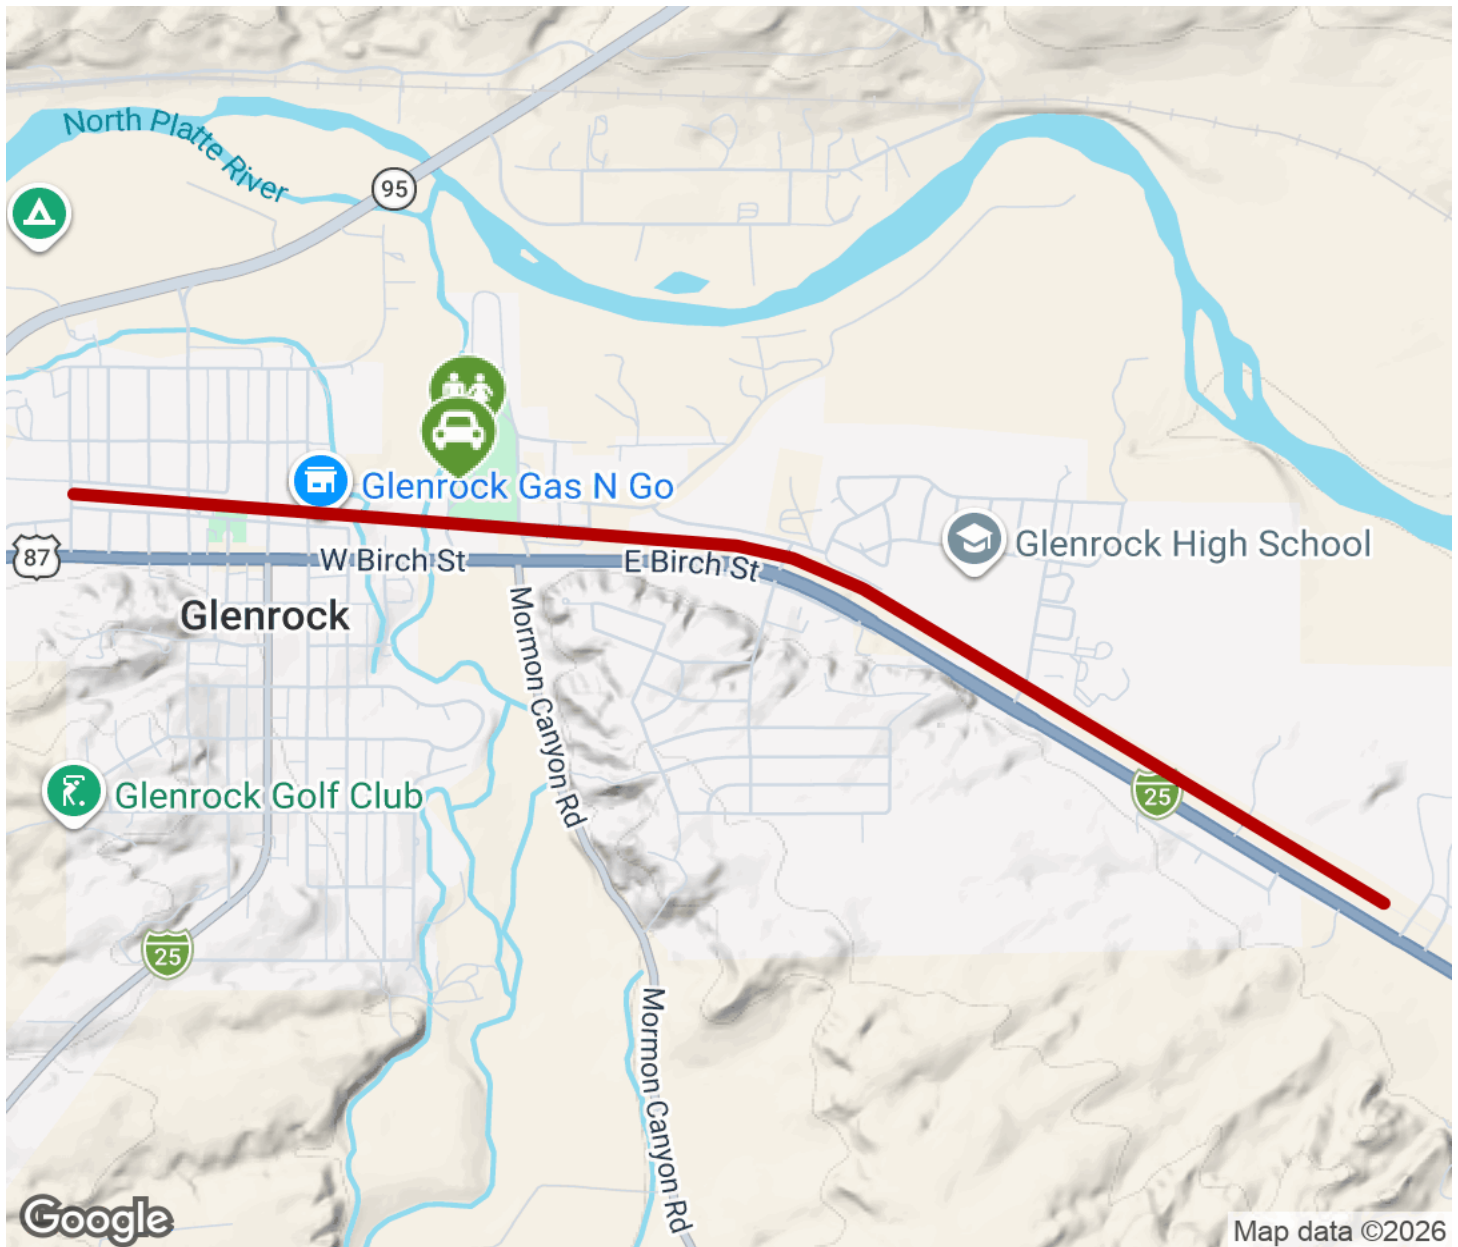 North Platte River
95
Glenrock Gas N Go
Glenrock High School
87
W Birch St
E Birch St
Glenrock
Mormon Canyon Rd
25
Glenrock Golf Club
25
Mormon Canyon Rd
Google
Map data ©2026